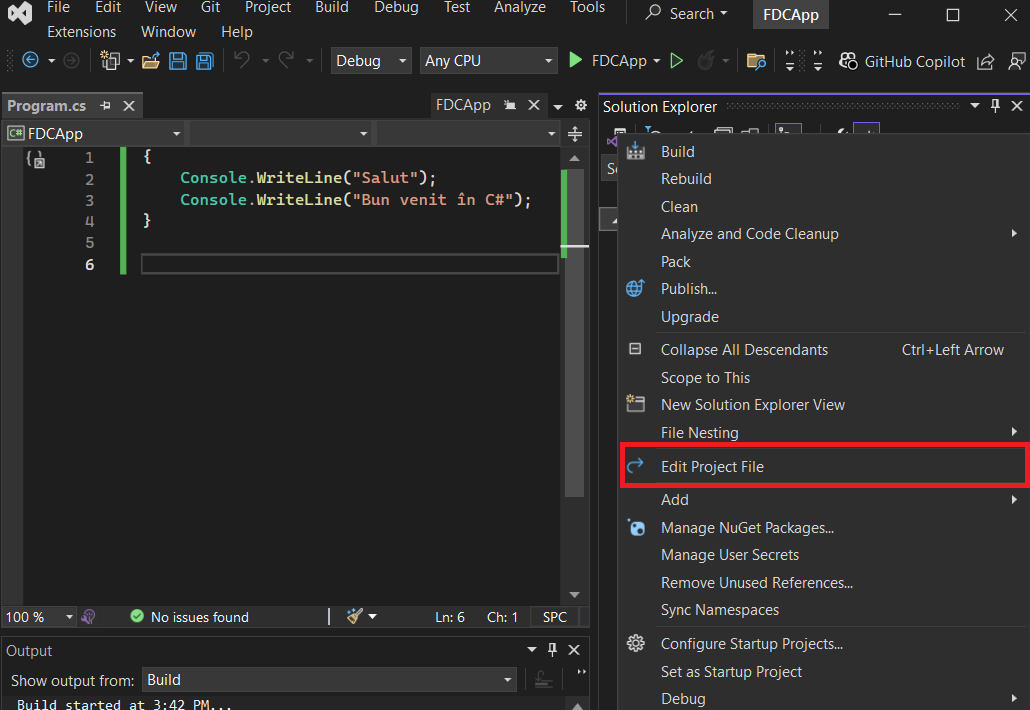 File Edit View Git Project Build Debug Test Analyze Tools Search FDCApp
Extensions Window Help
Debug Any CPU FDCApp GitHub Copilot
Program.cs FDCApp
C# FDCApp
1 {
2 Console.WriteLine("Salut");
3 Console.WriteLine("Bun venit în C#");
4 }
5
6
100 % No issues found Ln: 6 Ch: 1 SPC
Output
Show output from: Build
Build started at 3:42 PM...
Solution Explorer
Build
Rebuild
Clean
Analyze and Code Cleanup
Pack
Publish...
Upgrade
Collapse All Descendants Ctrl+Left Arrow
Scope to This
New Solution Explorer View
File Nesting
Edit Project File
Add
Manage NuGet Packages...
Manage User Secrets
Remove Unused References...
Sync Namespaces
Configure Startup Projects...
Set as Startup Project
Debug